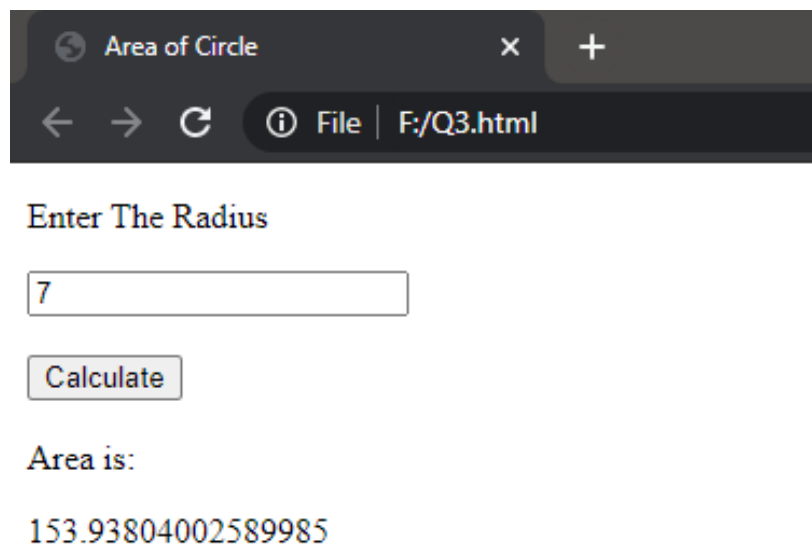 Area of Circle
File F:/Q3.html
Enter The Radius
7
Calculate
Area is:
153.93804002589985